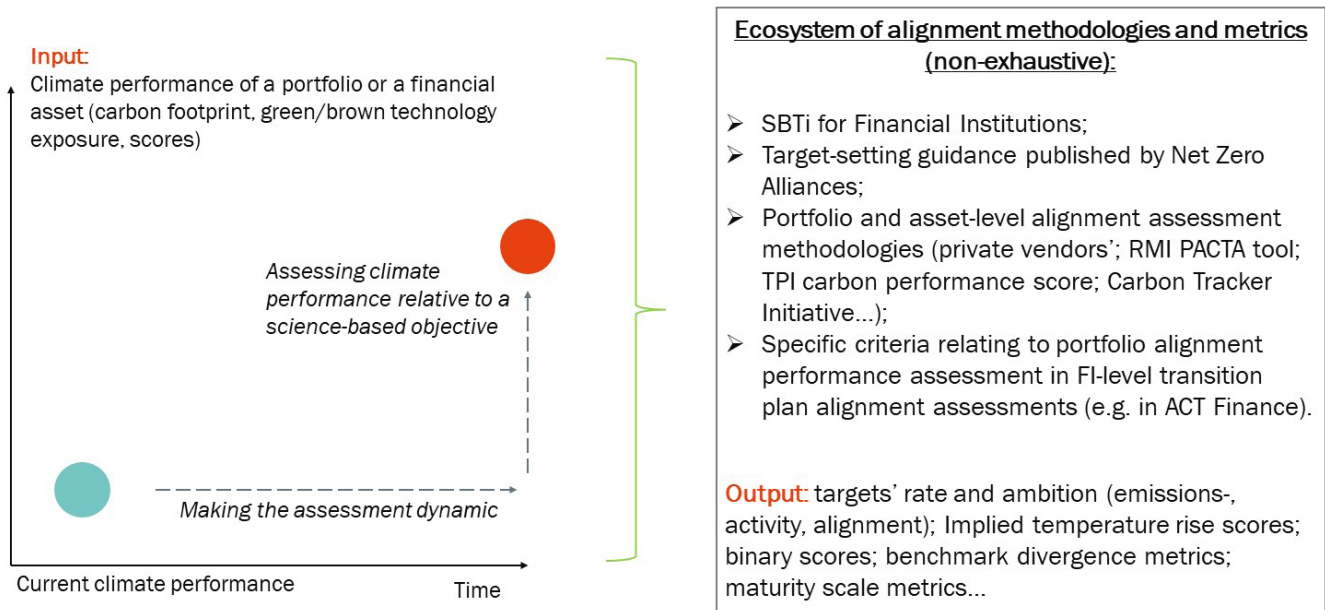 Input:
Climate performance of a portfolio or a financial
asset (carbon footprint, green/brown technology
exposure, scores)
Assessing climate
performance relative to a
science-based objective
Making the assessment dynamic
Current climate performance
Time
Ecosystem of alignment methodologies and metrics
(non-exhaustive):
➢ SBTi for Financial Institutions;
➢ Target-setting guidance published by Net Zero
Alliances;
➢ Portfolio and asset-level alignment assessment
methodologies (private vendors’; RMI PACTA tool;
TPI carbon performance score; Carbon Tracker
Initiative...);
➢ Specific criteria relating to portfolio alignment
performance assessment in FI-level transition
plan alignment assessments (e.g. in ACT Finance).
Output: targets’ rate and ambition (emissions-,
activity, alignment); Implied temperature rise scores;
binary scores; benchmark divergence metrics;
maturity scale metrics...